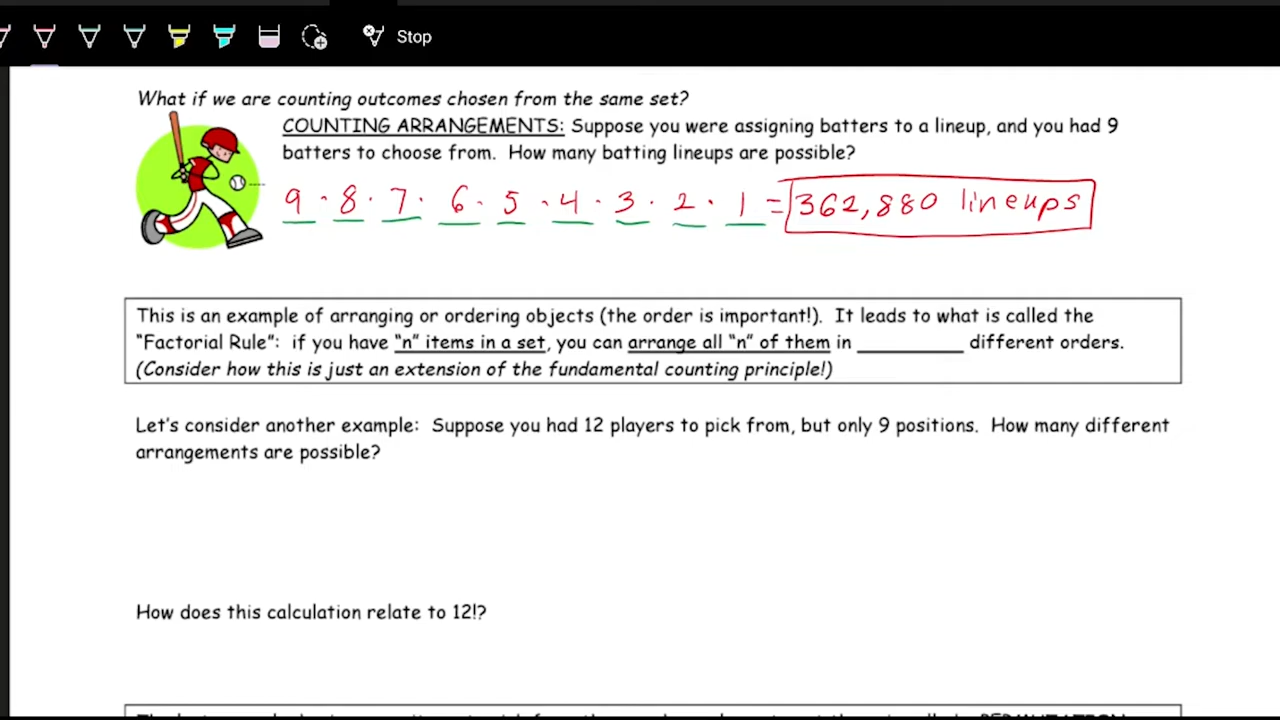 Stop
What if we are counting outcomes chosen from the same set?
COUNTING ARRANGEMENTS: Suppose you were assigning batters to a lineup, and you had 9
batters to choose from. How many batting lineups are possible?
9 · 8 · 7 · 6 · 5 · 4 · 3 · 2 · 1 = 362,880 lineups
This is an example of arranging or ordering objects (the order is important!). It leads to what is called the
“Factorial Rule”: if you have “n” items in a set, you can arrange all “n” of them in __________ different orders.
(Consider how this is just an extension of the fundamental counting principle!)
Let’s consider another example: Suppose you had 12 players to pick from, but only 9 positions. How many different
arrangements are possible?
How does this calculation relate to 12!?